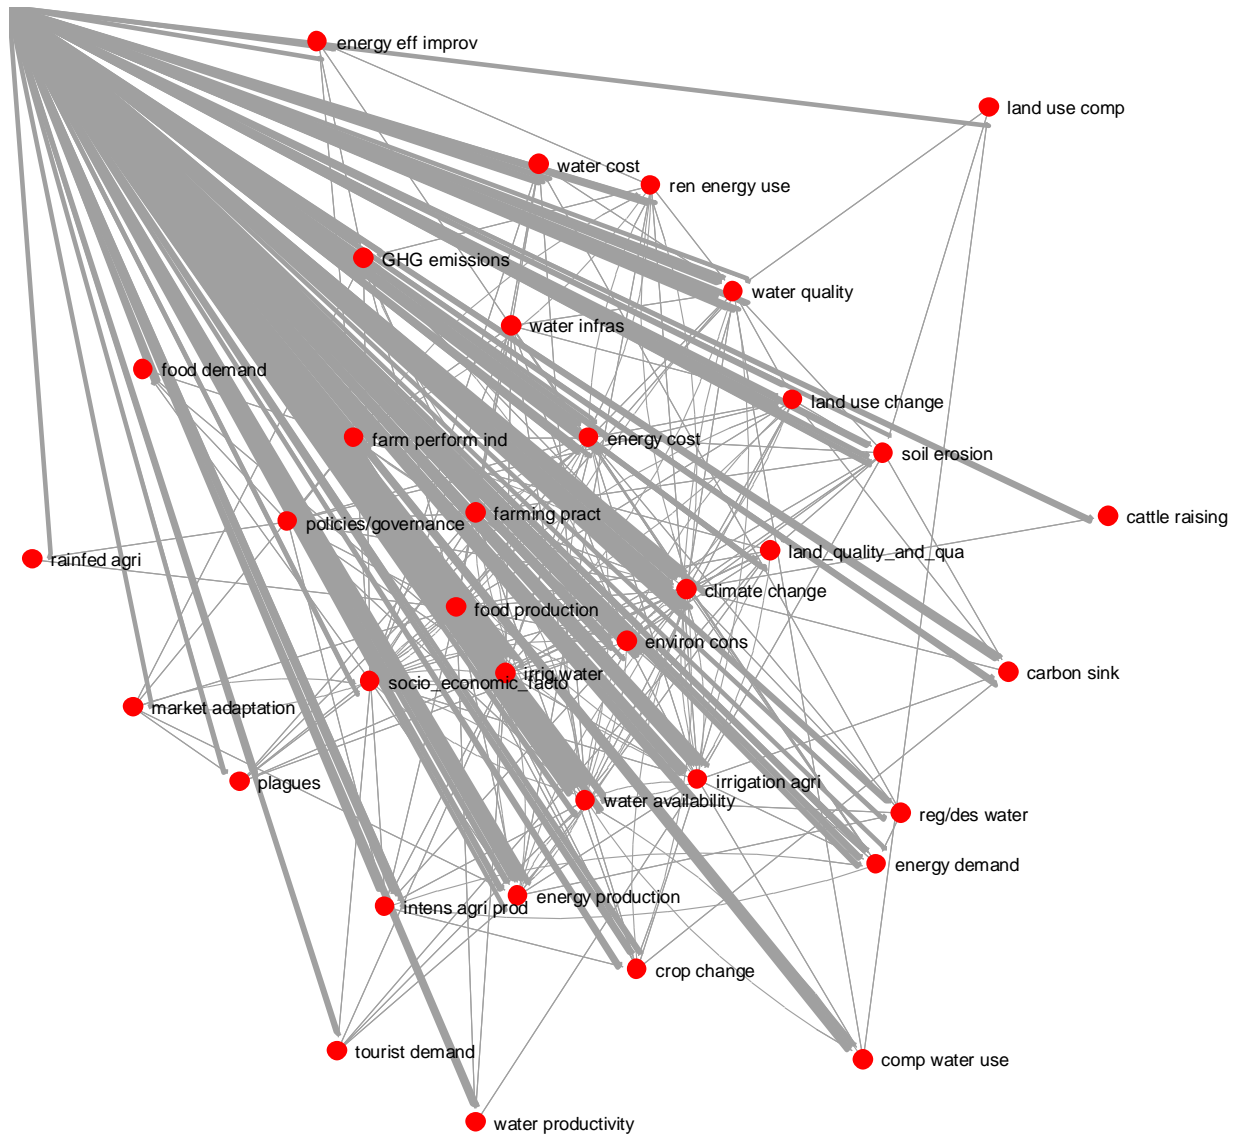 energy eff improv
land use comp
water cost
ren energy use
GHG emissions
water quality
water infras
food demand
land use change
farm perform ind
energy cost
soil erosion
farming pract
cattle raising
policies/governance
land_quality_and_qua
rainfed agri
climate change
food production
environ cons
irrig water
carbon sink
socio_economic_facto
market adaptation
plagues
irrigation agri
water availability
reg/des water
energy demand
energy production
intens agri prod
crop change
tourist demand
comp water use
water productivity